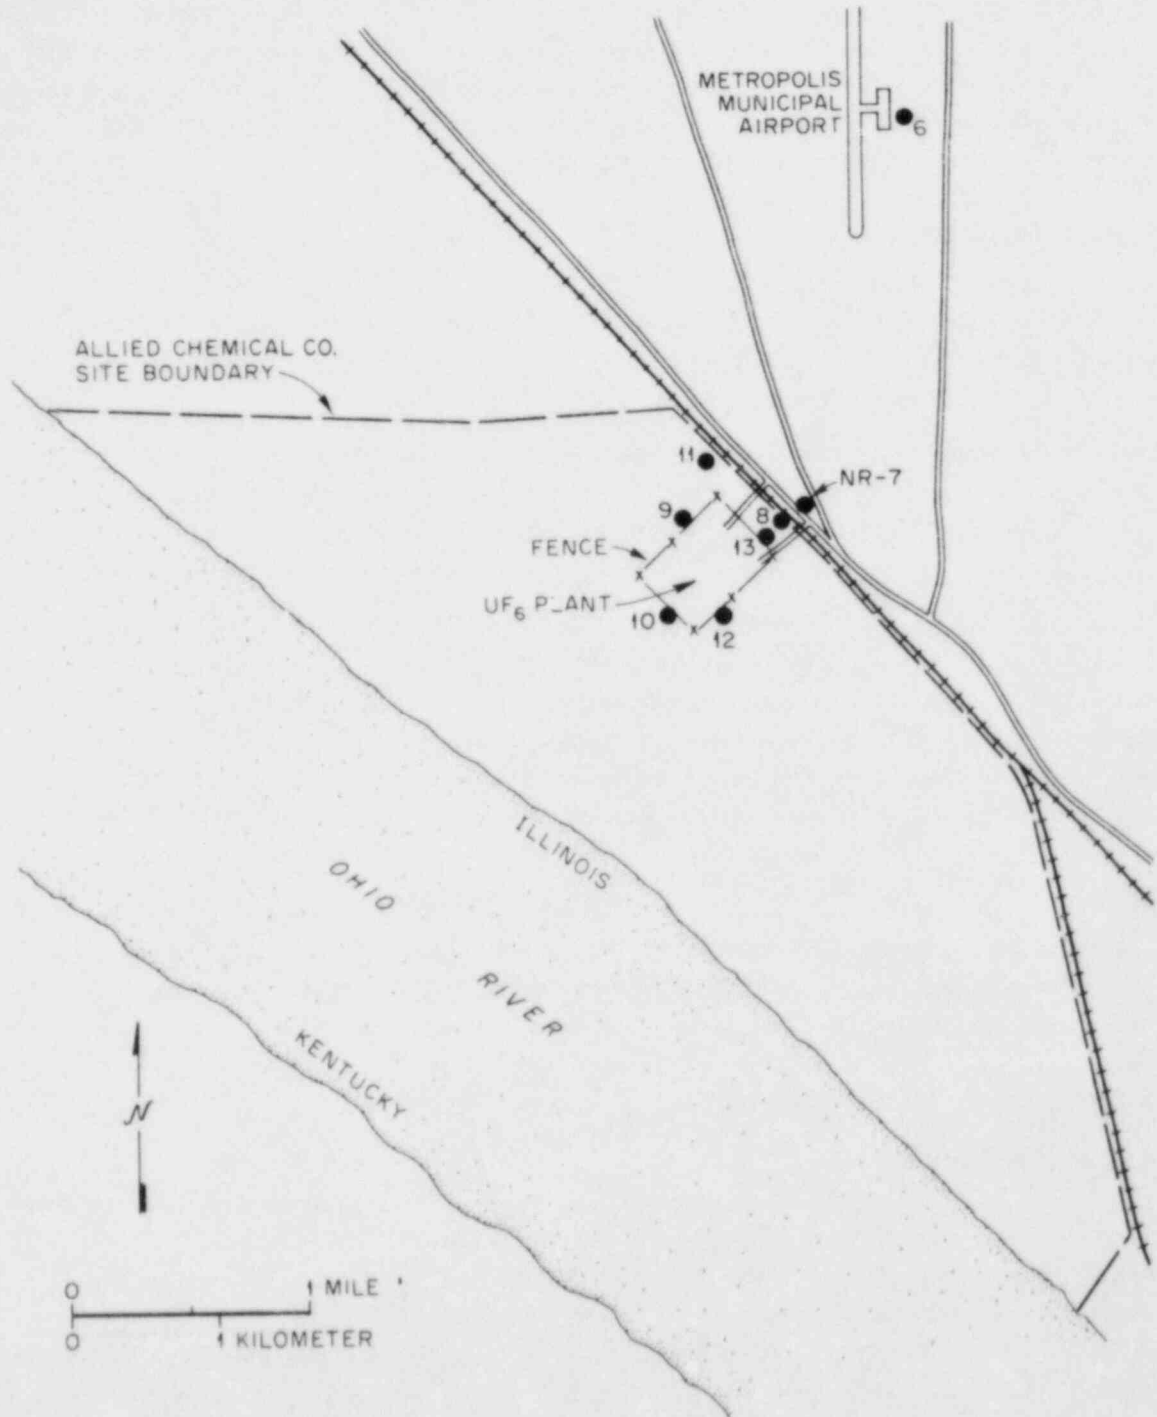 METROPOLIS
MUNICIPAL
AIRPORT
6
ALLIED CHEMICAL CO.
SITE BOUNDARY
11
NR-7
9
8
13
FENCE
UF6 P_ANT
10
12
ILLINOIS
OHIO
RIVER
KENTUCKY
N
0
1 MILE
0
1 KILOMETER